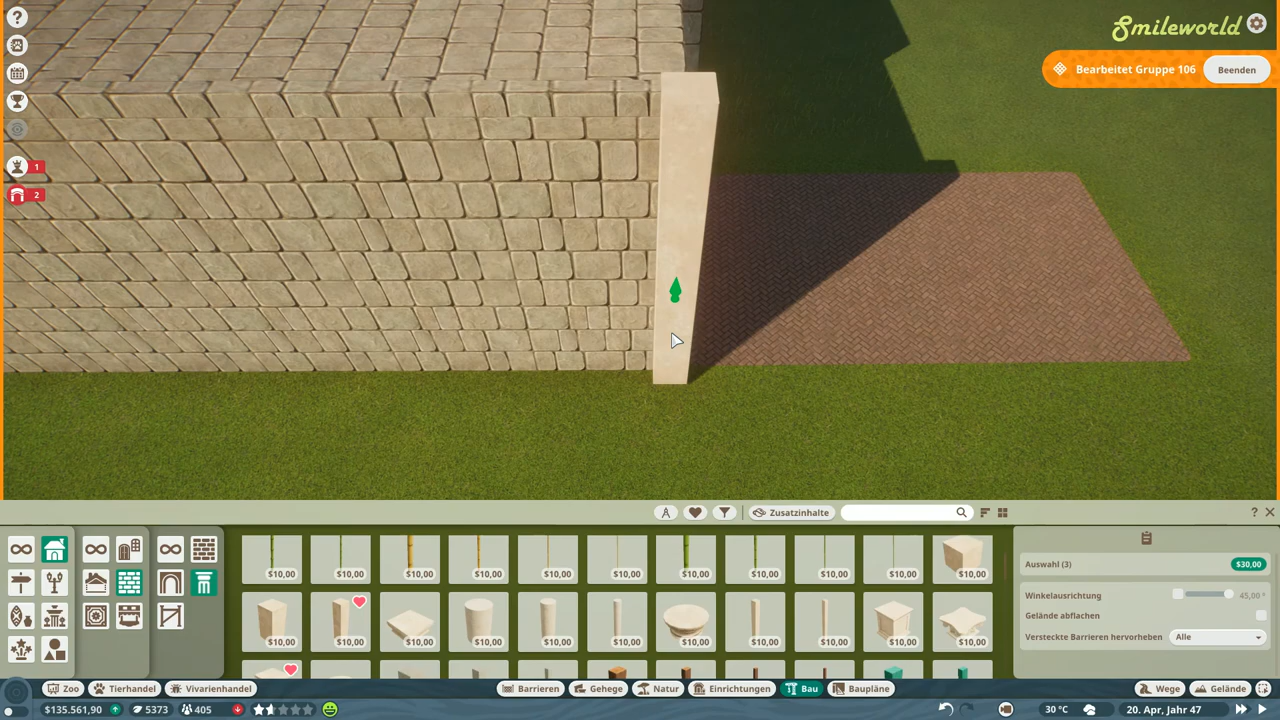 Smileworld
Bearbeitet Gruppe 106
Beenden
1
2
Zusatzinhalte
?
$10,00 $10,00 $10,00 $10,00 $10,00 $10,00 $10,00 $10,00 $10,00 $10,00 $10,00
$10,00 $10,00 $10,00 $10,00 $10,00 $10,00 $10,00 $10,00 $10,00 $10,00 $10,00
Auswahl (3) $30,00
Winkelausrichtung 45,00 °
Gelände abflachen
Versteckte Barrieren hervorheben Alle
Zoo Tierhandel Vivarienhandel Barrieren Gehege Natur Einrichtungen Bau Baupläne Wege Gelände
$135.561,90 5373 405 30 °C 20. Apr, Jahr 47